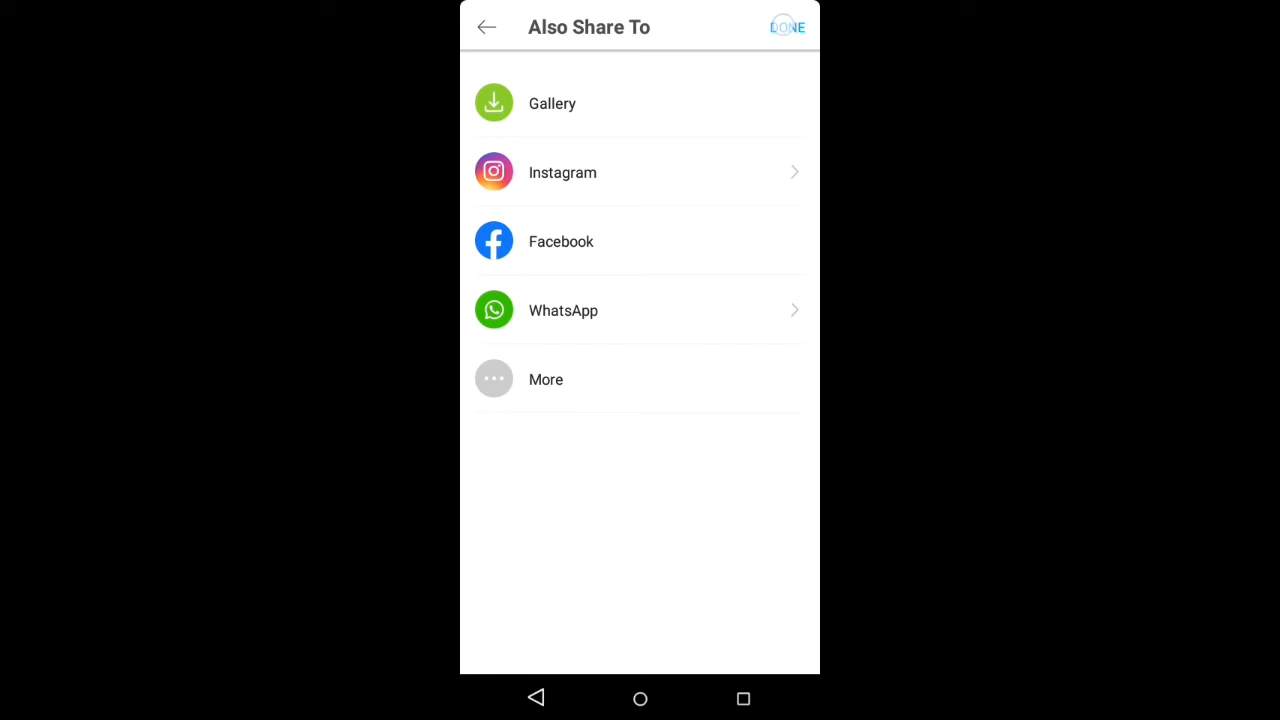 Also Share To
DONE
Gallery
Instagram
Facebook
WhatsApp
More